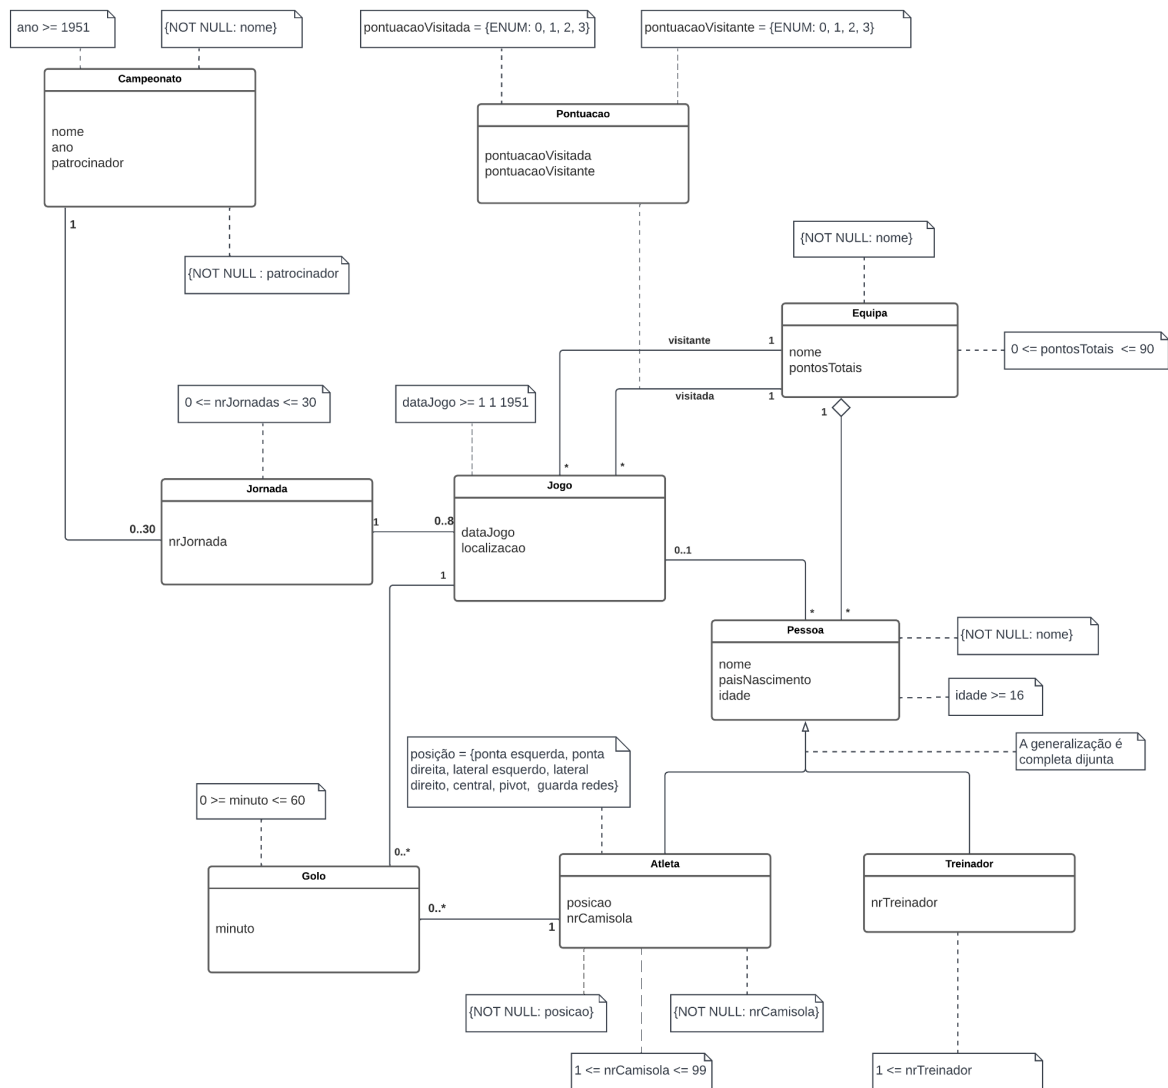 ano >= 1951
{NOT NULL: nome}
pontuacaoVisitada = {ENUM: 0, 1, 2, 3}
pontuacaoVisitante = {ENUM: 0, 1, 2, 3}
Campeonato
nome
ano
patrocinador
Pontuacao
pontuacaoVisitada
pontuacaoVisitante
1
{NOT NULL : patrocinador
{NOT NULL: nome}
Equipa
nome
pontosTotais
0 <= pontosTotais <= 90
visitante
1
visitada
1
1
0 <= nrJornadas <= 30
dataJogo >= 1 1 1951
*
*
Jornada
nrJornada
0..30
1
0..8
Jogo
dataJogo
localizacao
1
0..1
*
*
Pessoa
nome
paisNascimento
idade
{NOT NULL: nome}
idade >= 16
A generalização é
completa dijunta
posição = {ponta esquerda, ponta
direita, lateral esquerdo, lateral
direito, central, pivot, guarda redes}
0 >= minuto <= 60
0..*
Golo
minuto
0..*
1
Atleta
posicao
nrCamisola
Treinador
nrTreinador
{NOT NULL: posicao}
{NOT NULL: nrCamisola}
1 <= nrCamisola <= 99
1 <= nrTreinador